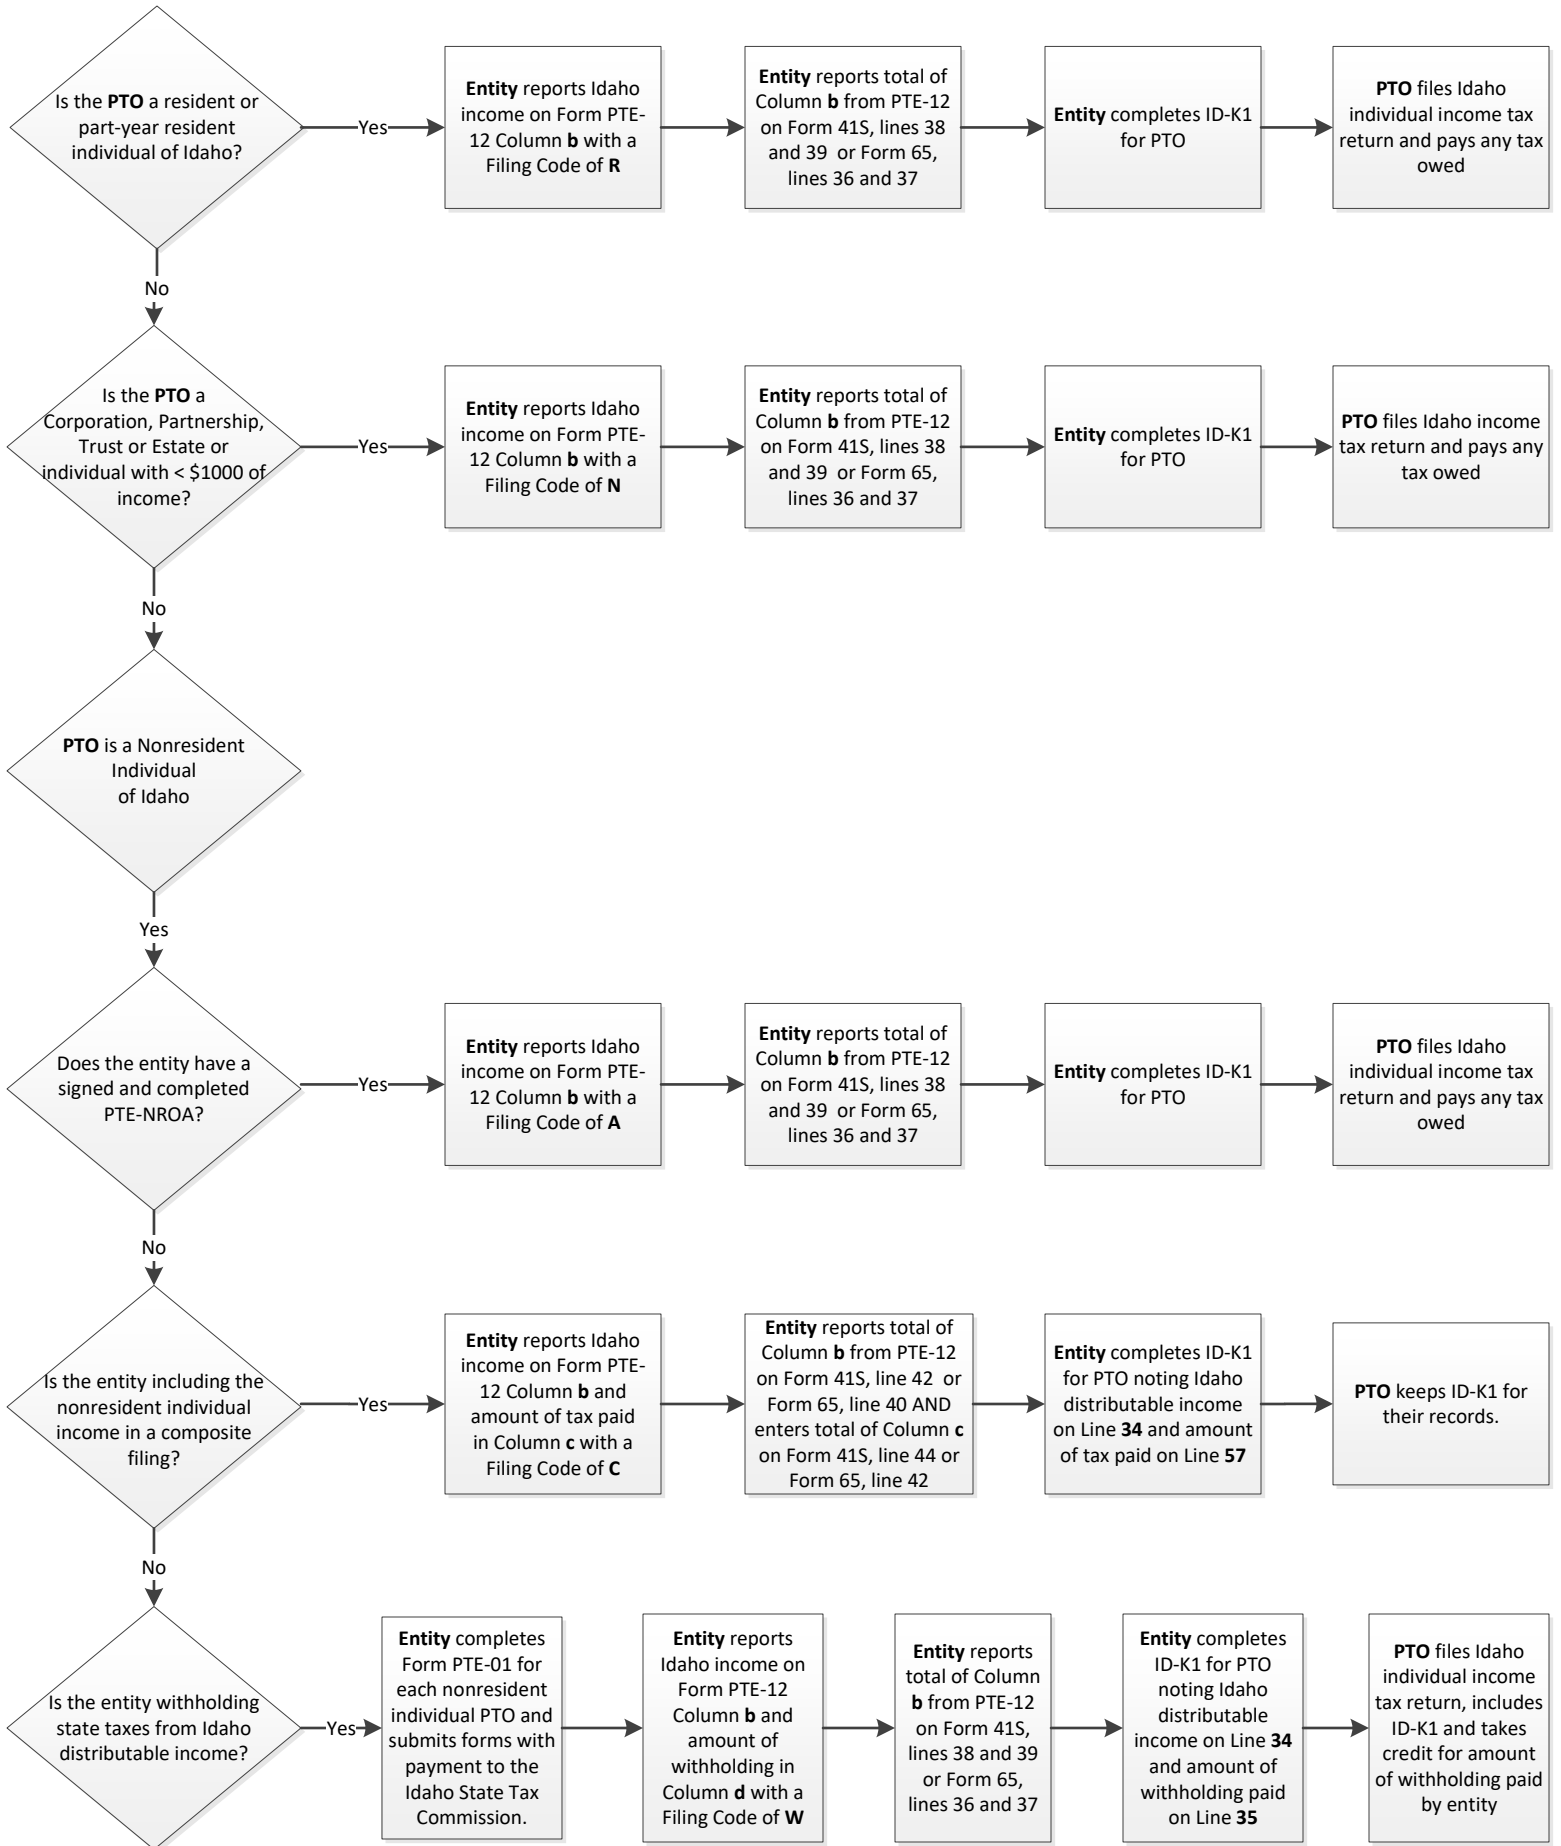 Is the PTO a resident or
part-year resident
individual of Idaho?
Yes
Entity reports Idaho
income on Form PTE-
12 Column b with a
Filing Code of R
Entity reports total of
Column b from PTE-12
on Form 41S, lines 38
and 39 or Form 65,
lines 36 and 37
Entity completes ID-K1
for PTO
PTO files Idaho
individual income tax
return and pays any tax
owed
No
Is the PTO a
Corporation, Partnership,
Trust or Estate or
individual with < $1000 of
income?
Yes
Entity reports Idaho
income on Form PTE-
12 Column b with a
Filing Code of N
Entity reports total of
Column b from PTE-12
on Form 41S, lines 38
and 39 or Form 65,
lines 36 and 37
Entity completes ID-K1
for PTO
PTO files Idaho income
tax return and pays any
tax owed
No
PTO is a Nonresident
Individual
of Idaho
Yes
Does the entity have a
signed and completed
PTE-NROA?
Yes
Entity reports Idaho
income on Form PTE-
12 Column b with a
Filing Code of A
Entity reports total of
Column b from PTE-12
on Form 41S, lines 38
and 39 or Form 65,
lines 36 and 37
Entity completes ID-K1
for PTO
PTO files Idaho
individual income tax
return and pays any tax
owed
No
Is the entity including the
nonresident individual
income in a composite
filing?
Yes
Entity reports Idaho
income on Form PTE-
12 Column b and
amount of tax paid
in Column c with a
Filing Code of C
Entity reports total of
Column b from PTE-12
on Form 41S, line 42 or
Form 65, line 40 AND
enters total of Column c
on Form 41S, line 44 or
Form 65, line 42
Entity completes ID-K1
for PTO noting Idaho
distributable income
on Line 34 and amount
of tax paid on Line 57
PTO keeps ID-K1 for
their records.
No
Is the entity withholding
state taxes from Idaho
distributable income?
Yes
Entity completes
Form PTE-01 for
each nonresident
individual PTO and
submits forms with
payment to the
Idaho State Tax
Commission.
Entity reports
Idaho income on
Form PTE-12
Column b and
amount of
withholding in
Column d with a
Filing Code of W
Entity reports
total of Column
b from PTE-12
on Form 41S,
lines 38 and 39
or Form 65,
lines 36 and 37
Entity completes
ID-K1 for PTO
noting Idaho
distributable
income on Line 34
and amount of
withholding paid
on Line 35
PTO files Idaho
individual income
tax return, includes
ID-K1 and takes
credit for amount
of withholding paid
by entity